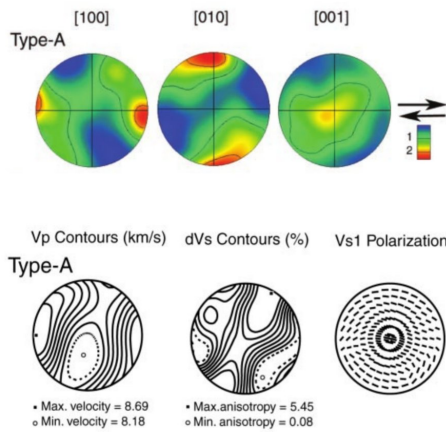 [100] [010] [001]
Type-A
1
2
Vp Contours (km/s) dVs Contours (%) Vs1 Polarization
Type-A
▪ Max. velocity = 8.69 ▪ Max.anisotropy = 5.45
○ Min. velocity = 8.18 ○ Min. anisotropy = 0.08